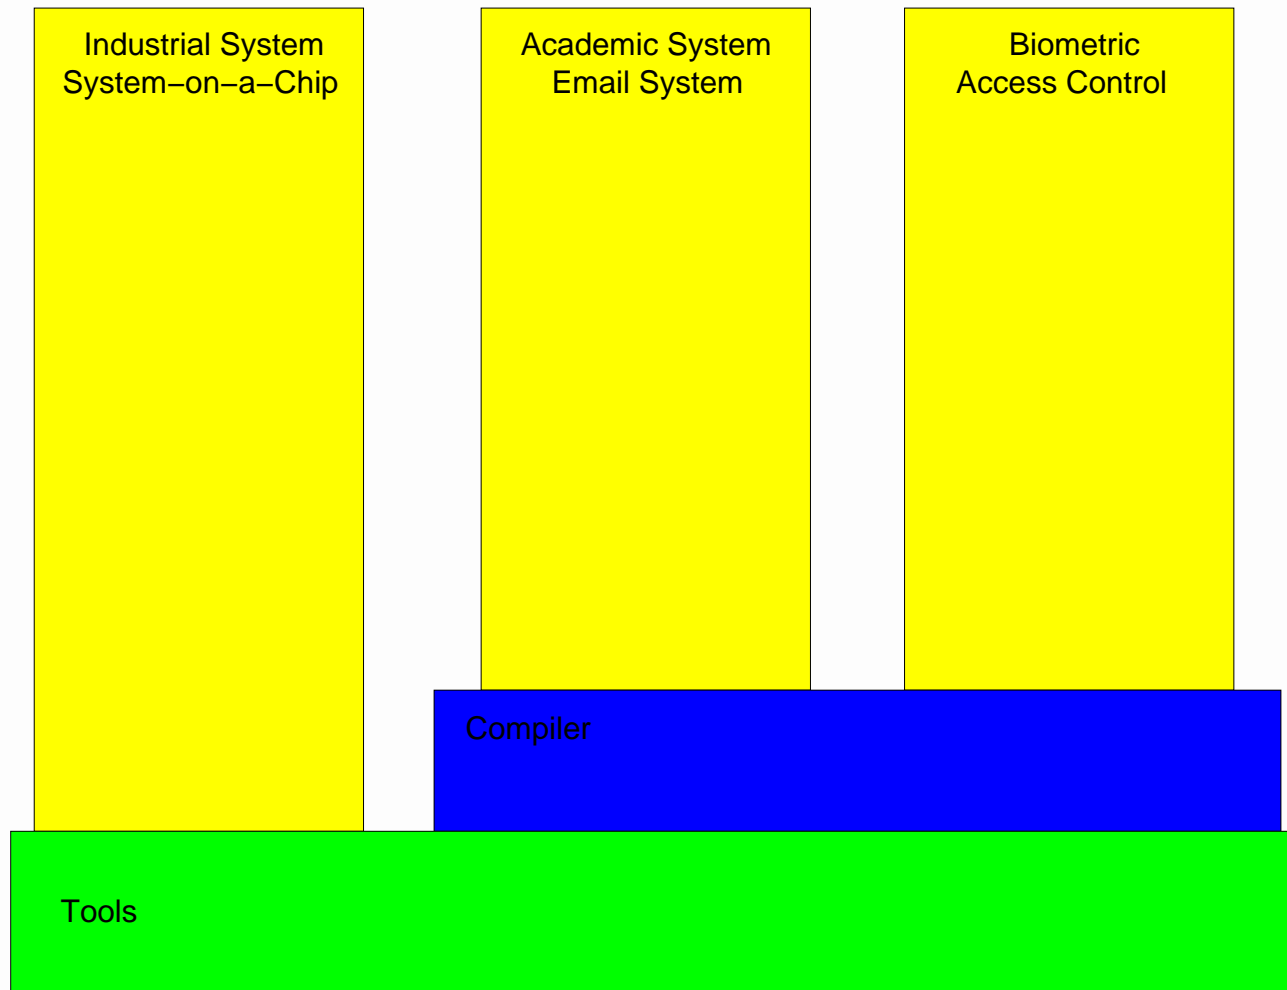 Industrial System
System−on−a−Chip
Academic System
Email System
Biometric
Access Control
Compiler
Tools